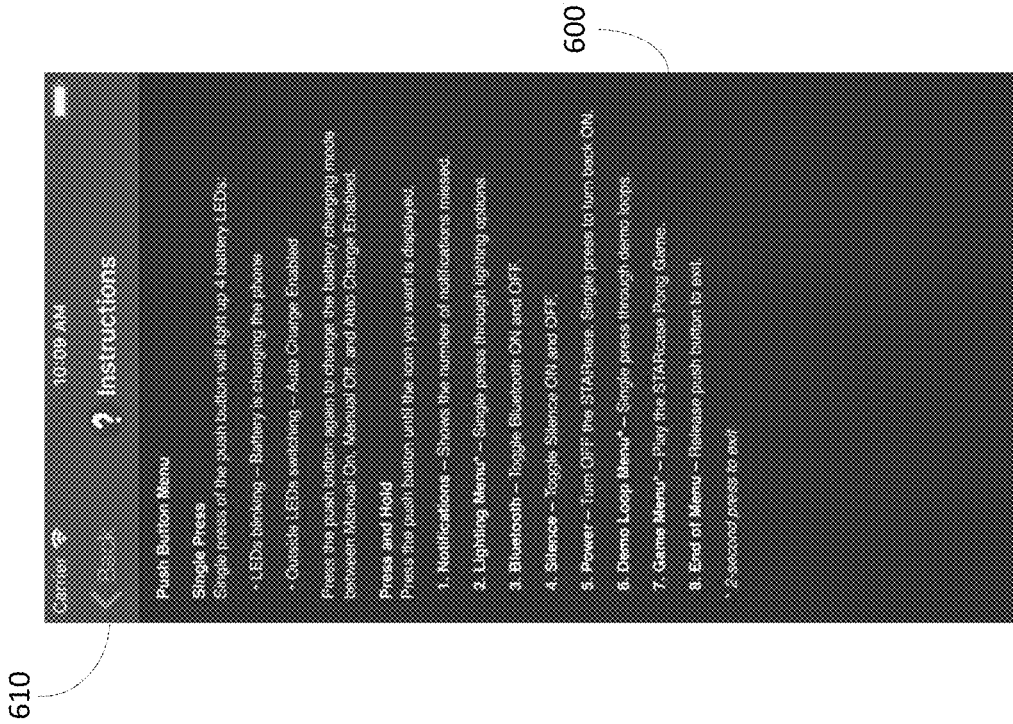 600
610
Carrier 10:09 AM
Back ? Instructions
Push Button Menu
Single Press
Single press of the push button will light up 4 battery LEDs:
* LEDs blinking – Battery is charging the phone
* Outside LEDs switching – Auto Charge Enabled
Press the push button again to change the battery charging mode
between Manual On, Manual Off, and Auto Charge Enabled.
Press and Hold
Press the push button until the icon you want is displayed.
1. Notifications – Shows the number of notifications missed.
2. Lighting Menu* – Single press through lighting options.
3. Bluetooth – Toggle Bluetooth ON and OFF.
4. Silence – Toggle Silence ON and OFF.
5. Power – Turn OFF the STARcase. Single press to turn back ON.
6. Demo Loop Menu* – Single press through demo loops.
7. Game Menu* – Play the STARcase Pong Game.
8. End of Menu – Release push button to exit.
* 2-second press to exit